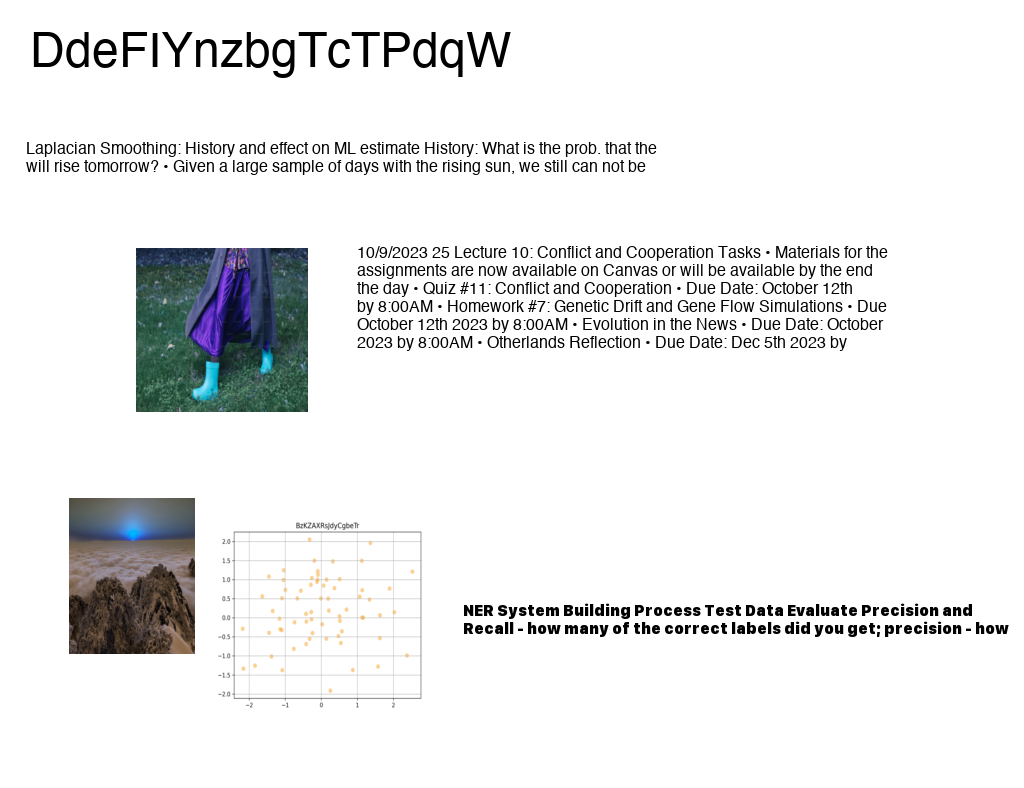 DdeFIYnzbgTcTPdqW
Laplacian Smoothing: History and effect on ML estimate History: What is the prob. that the
will rise tomorrow? • Given a large sample of days with the rising sun, we still can not be
10/9/2023 25 Lecture 10: Conflict and Cooperation Tasks • Materials for the
assignments are now available on Canvas or will be available by the end
the day • Quiz #11: Conflict and Cooperation • Due Date: October 12th
by 8:00AM • Homework #7: Genetic Drift and Gene Flow Simulations • Due
October 12th 2023 by 8:00AM • Evolution in the News • Due Date: October
2023 by 8:00AM • Otherlands Reflection • Due Date: Dec 5th 2023 by
BzKZAXRsJdyCgbeTr
2.0
1.5
1.0
0.5
0.0
−0.5
−1.0
−1.5
−2.0
−2 −1 0 1 2
NER System Building Process Test Data Evaluate Precision and
Recall - how many of the correct labels did you get; precision - how